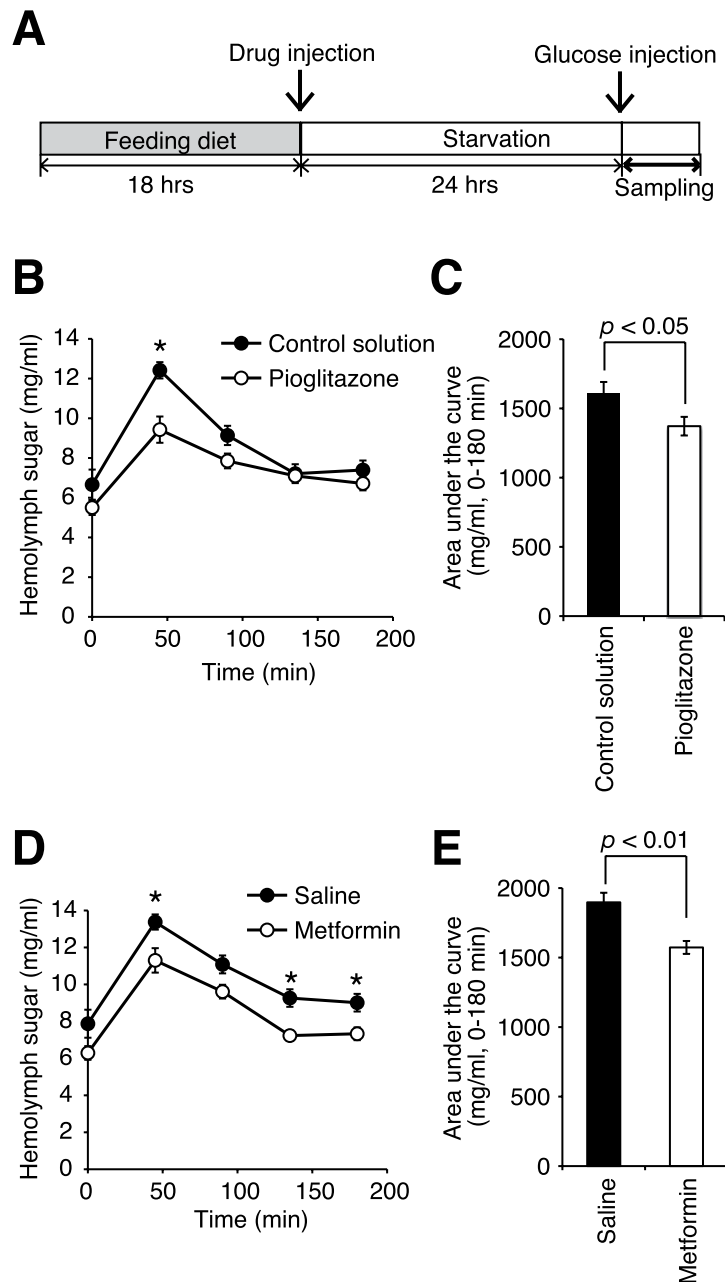 A
Drug injection
Glucose injection
Feeding diet
Starvation
18 hrs
24 hrs
Sampling
B
Hemolymph sugar (mg/ml)
14
12
10
8
6
4
2
0
*
Control solution
Pioglitazone
0
50
100
150
200
Time (min)
C
Area under the curve
(mg/ml, 0-180 min)
2000
1500
1000
500
0
p < 0.05
Control solution
Pioglitazone
D
Hemolymph sugar (mg/ml)
14
12
10
8
6
4
2
0
*
*
*
Saline
Metformin
0
50
100
150
200
Time (min)
E
Area under the curve
(mg/ml, 0-180 min)
2000
1500
1000
500
0
p < 0.01
Saline
Metformin